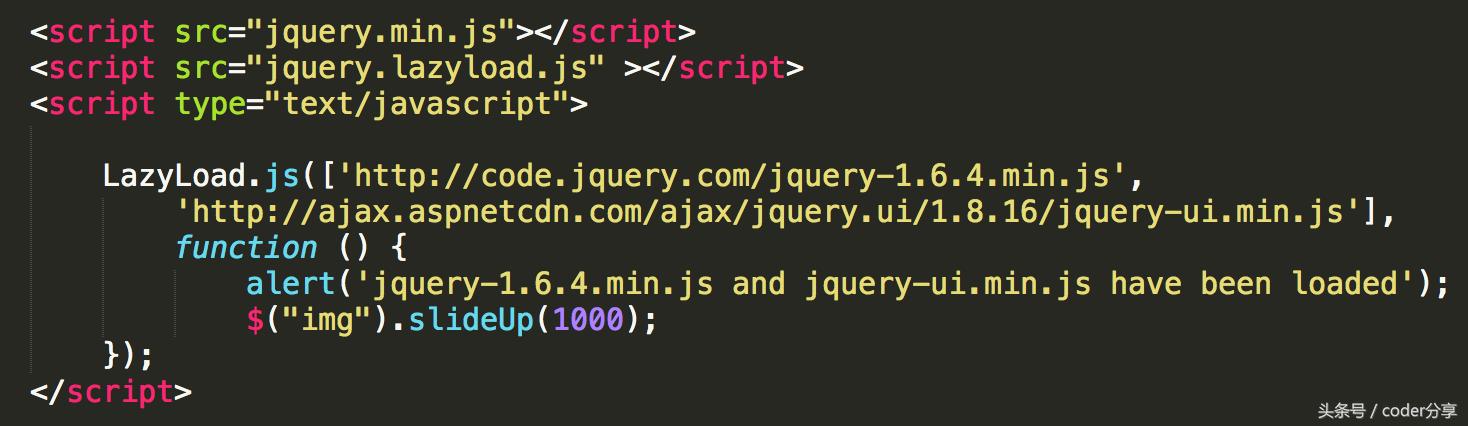 <script src="jquery.min.js"></script>
<script src="jquery.lazyload.js" ></script>
<script type="text/javascript">
LazyLoad.js(['http://code.jquery.com/jquery-1.6.4.min.js',
'http://ajax.aspnetcdn.com/ajax/jquery.ui/1.8.16/jquery-ui.min.js'],
function () {
alert('jquery-1.6.4.min.js and jquery-ui.min.js have been loaded');
$("img").slideUp(1000);
});
</script>
头条号 / coder分享